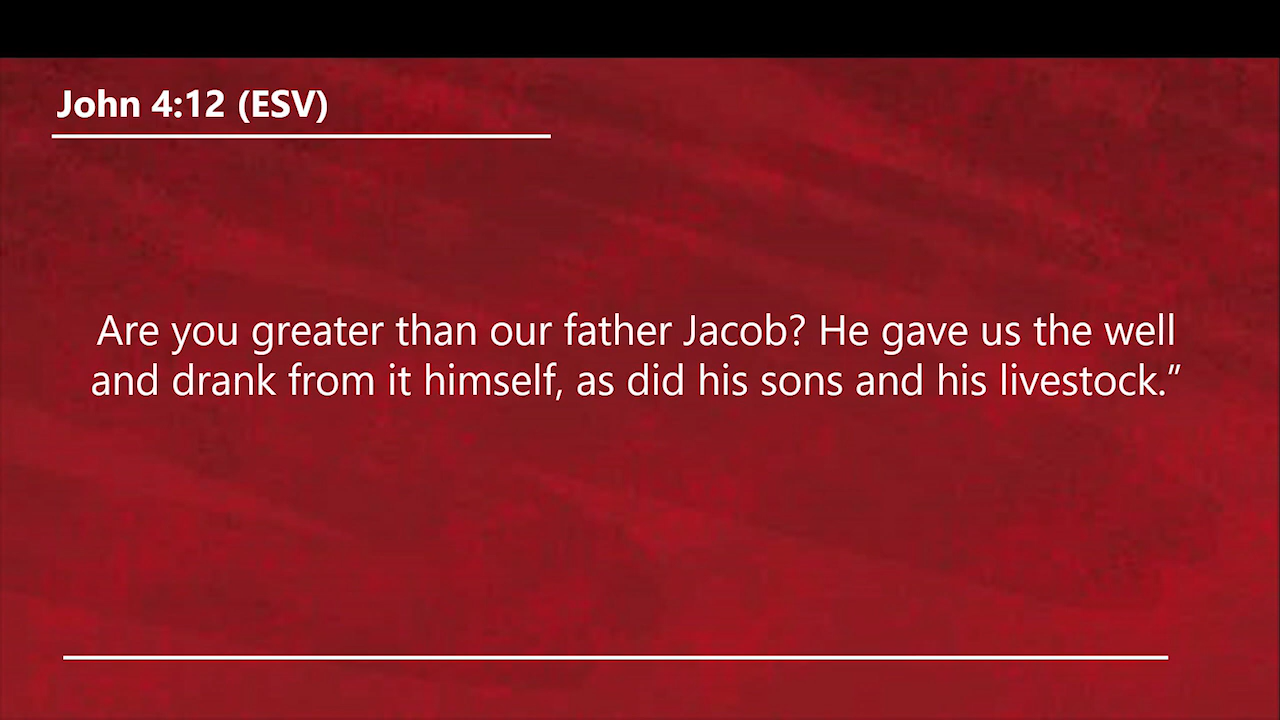 John 4:12 (ESV)
Are you greater than our father Jacob? He gave us the well
and drank from it himself, as did his sons and his livestock.”